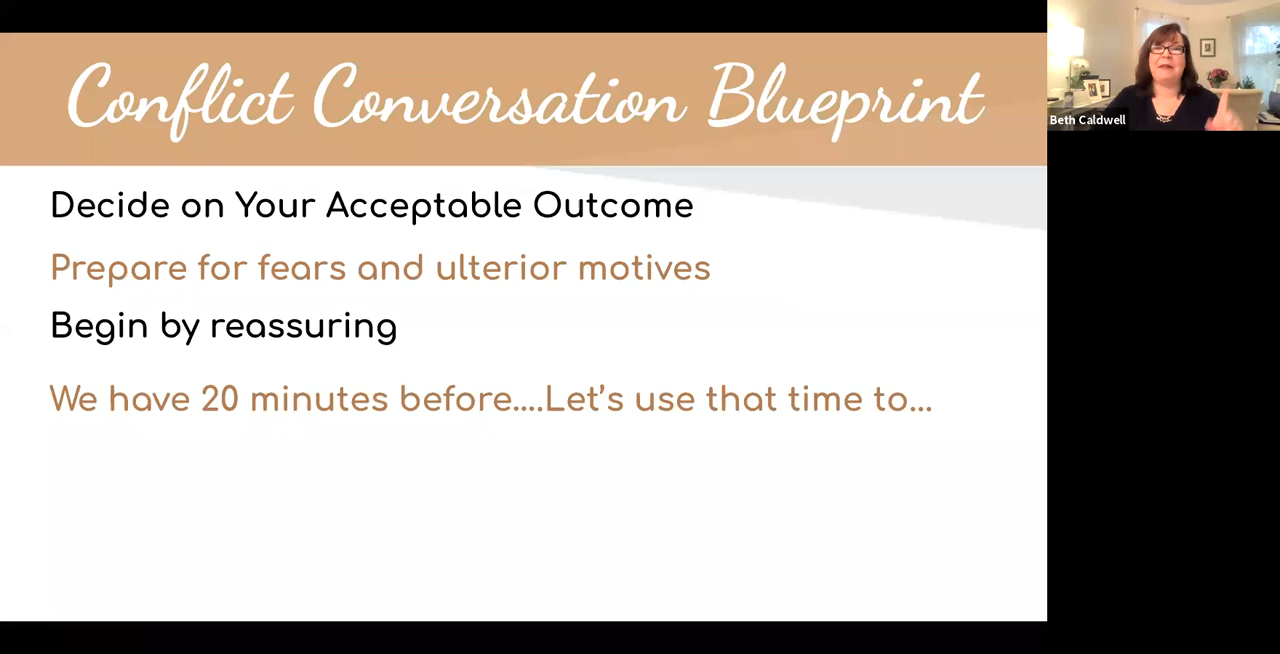 Conflict Conversation Blueprint
Decide on Your Acceptable Outcome
Prepare for fears and ulterior motives
Begin by reassuring
We have 20 minutes before....Let's use that time to...
Beth Caldwell